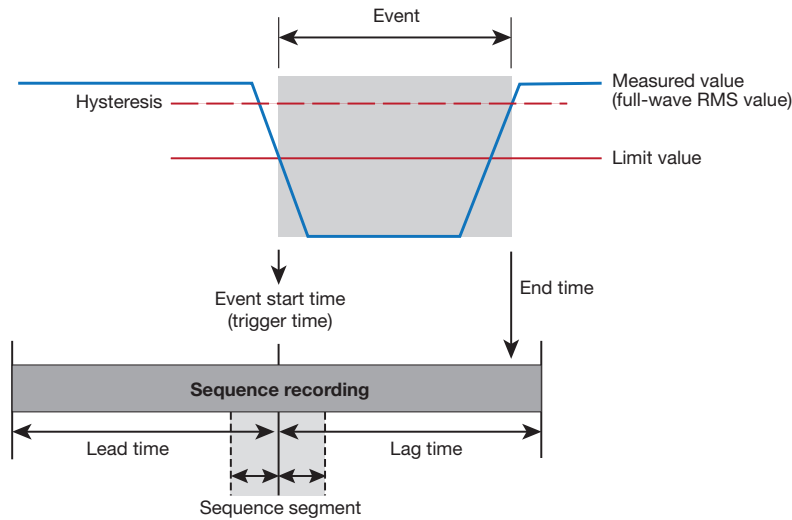 Event
Measured value
(full-wave RMS value)
Hysteresis
Limit value
Event start time
(trigger time)
End time
Sequence recording
Lead time
Lag time
Sequence segment